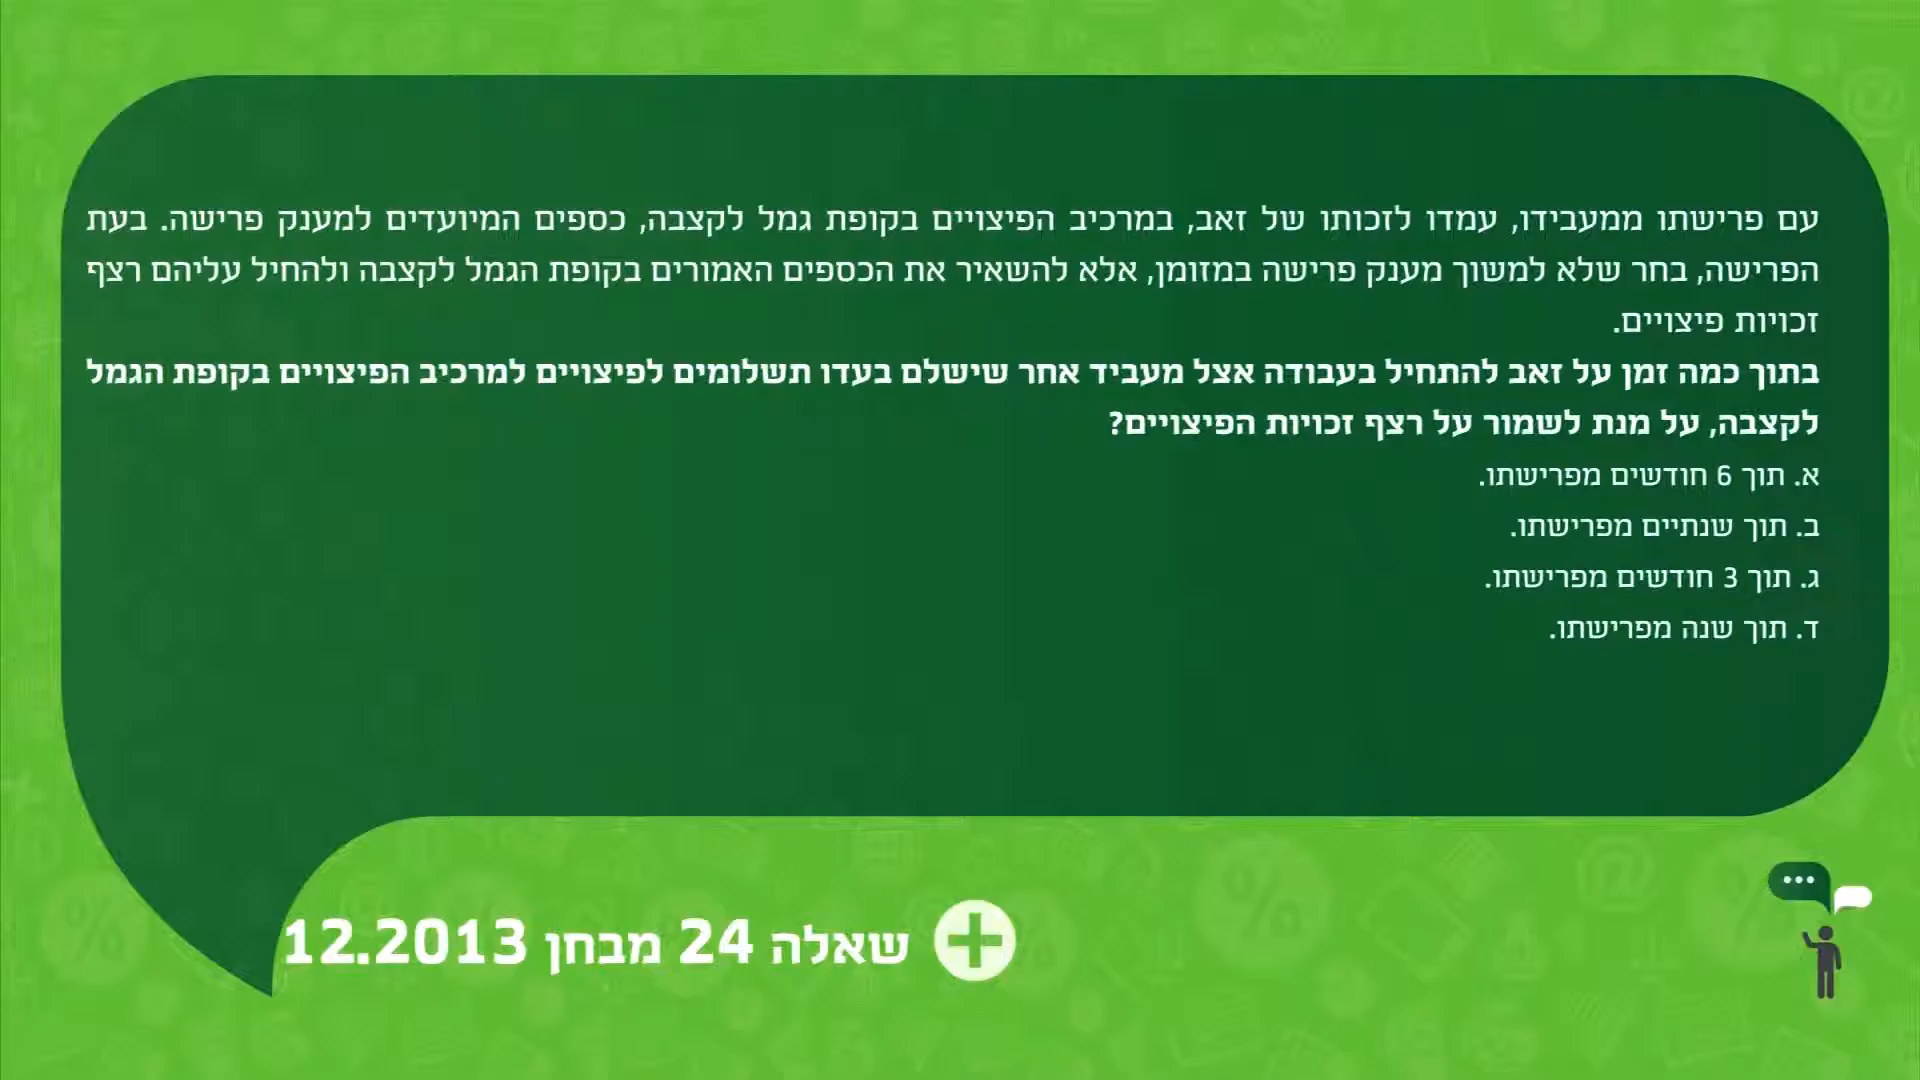 עם פרישתו ממעבידו, עמדו לזכותו של זאב, במרכיב הפיצויים בקופת גמל לקצבה, כספים המיועדים למענק פרישה. בעת
הפרישה, בחר שלא למשוך מענק פרישה במזומן, אלא להשאיר את הכספים האמורים בקופת הגמל לקצבה ולהחיל עליהם רצף
זכויות פיצויים.
בתוך כמה זמן על זאב להתחיל בעבודה אצל מעביד אחר שישלם בעדו תשלומים לפיצויים למרכיב הפיצויים בקופת הגמל
לקצבה, על מנת לשמור על רצף זכויות הפיצויים?
א. תוך 6 חודשים מפרישתו.
ב. תוך שנתיים מפרישתו.
ג. תוך 3 חודשים מפרישתו.
ד. תוך שנה מפרישתו.
שאלה 24 מבחן 12.2013